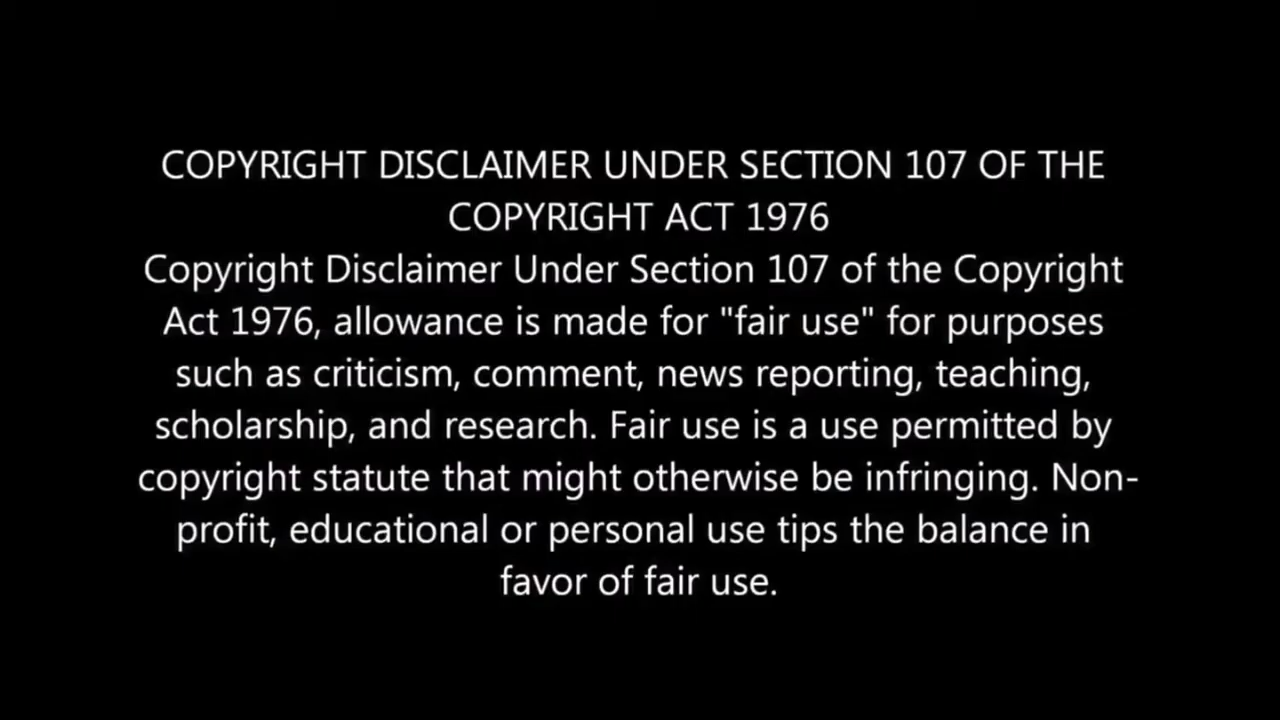 COPYRIGHT DISCLAIMER UNDER SECTION 107 OF THE
COPYRIGHT ACT 1976
Copyright Disclaimer Under Section 107 of the Copyright
Act 1976, allowance is made for "fair use" for purposes
such as criticism, comment, news reporting, teaching,
scholarship, and research. Fair use is a use permitted by
copyright statute that might otherwise be infringing. Non-
profit, educational or personal use tips the balance in
favor of fair use.